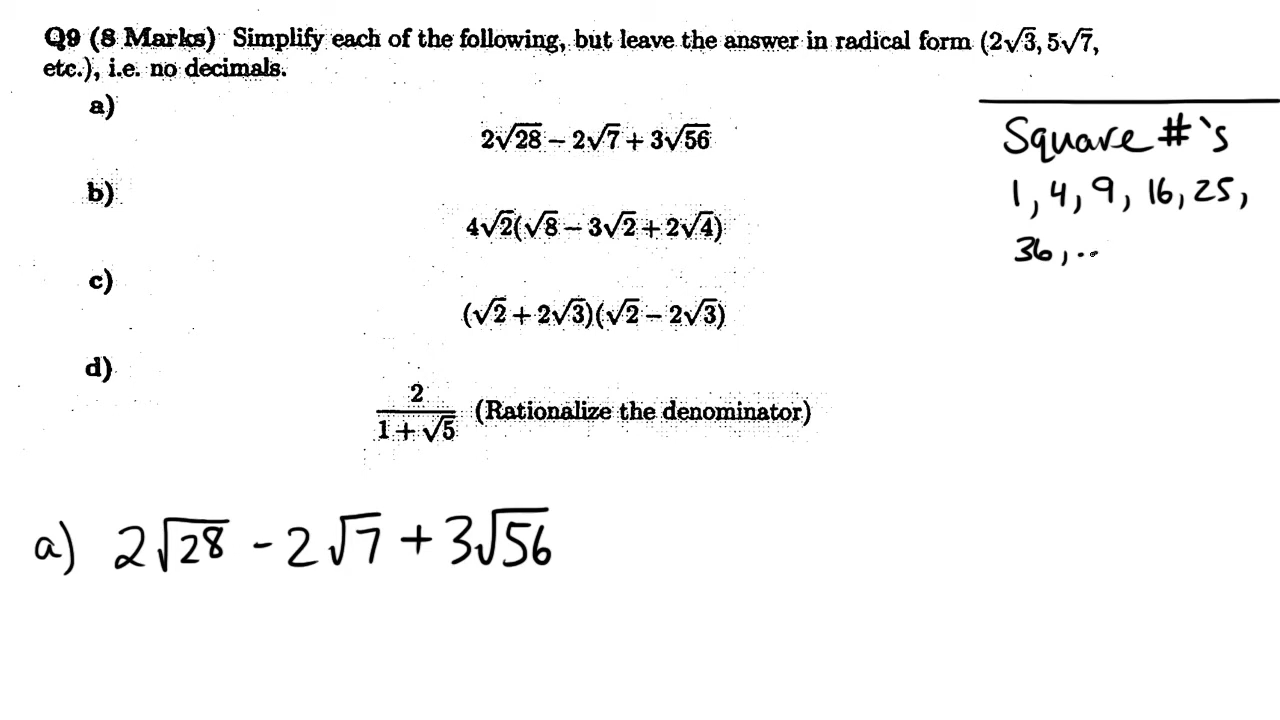 Q9 (8 Marks) Simplify each of the following, but leave the answer in radical form (2√3, 5√7,
etc.), i.e. no decimals.
a)
2√28 − 2√7 + 3√56
b)
4√2(√8 − 3√2 + 2√4)
c)
(√2 + 2√3)(√2 − 2√3)
d)
2
1 + √5
(Rationalize the denominator)
Square #'s
1, 4, 9, 16, 25,
36, ..
a) 2√28 - 2√7 + 3√56